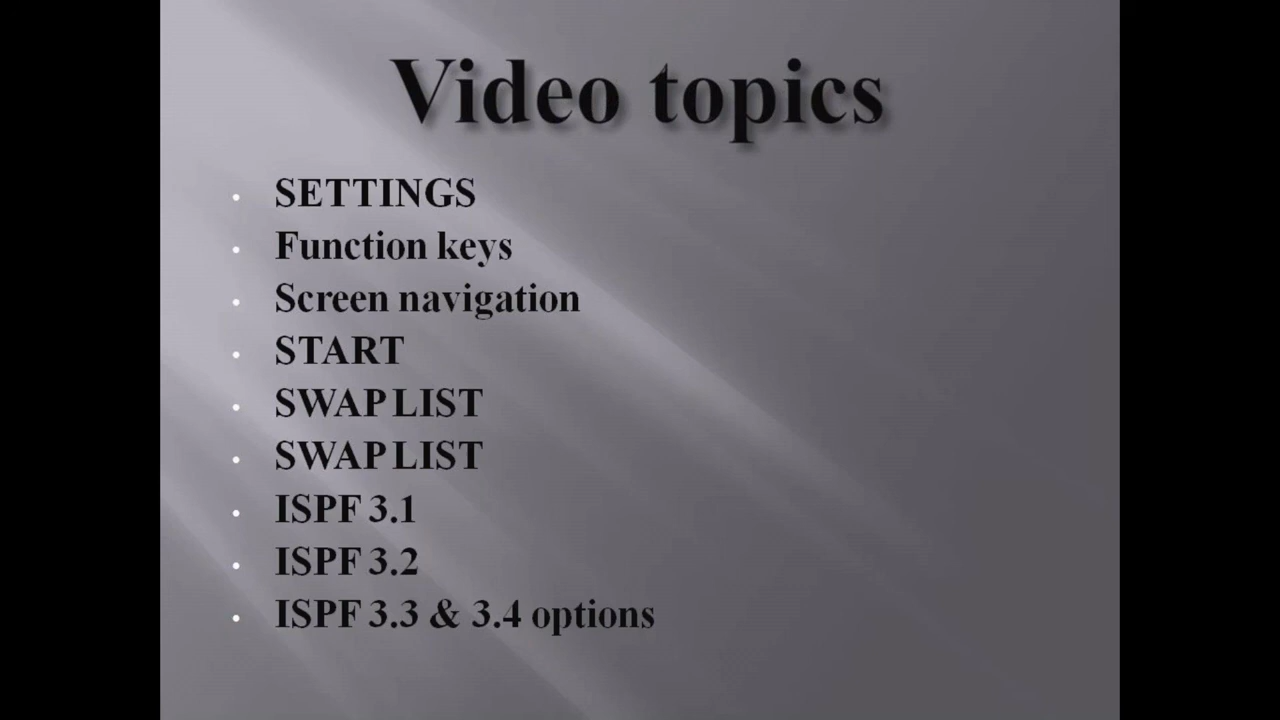 Video topics
SETTINGS
Function keys
Screen navigation
START
SWAP LIST
SWAP LIST
ISPF 3.1
ISPF 3.2
ISPF 3.3 & 3.4 options